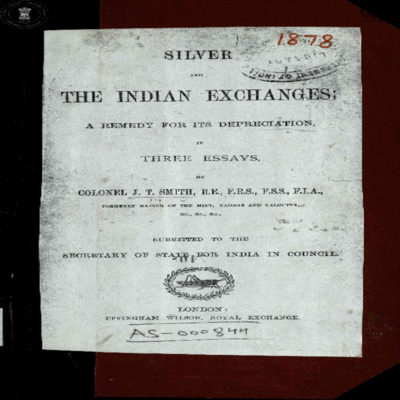 1878
SILVER
AND
THE INDIAN EXCHANGES;
A REMEDY FOR ITS DEPRECIATION,
IN
THREE ESSAYS,
BY
COLONEL J. T. SMITH, R.E., F.R.S., F.S.S., F.I.A.,
FORMERLY MASTER OF THE MINT, MADRAS AND CALCUTTA,
&c., &c., &c.,
SUBMITTED TO THE
SECRETARY OF STATE FOR INDIA IN COUNCIL.
LONDON:
EFFINGHAM WILSON, ROYAL EXCHANGE.
AS-000844